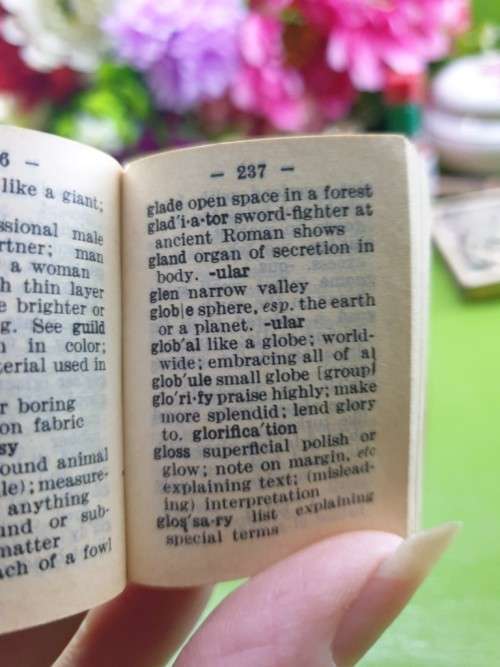 6 —
like a giant;
ssional male
rtner; man
a woman
h thin layer
e brighter or
g. See guild
n in color;
terial used in
r boring
on fabric
sy
ound animal
le); measure-
anything
und or sub-
matter
ach of a fowl
— 237 —
glade open space in a forest
glad'i·a·tor sword-fighter at
ancient Roman shows
gland organ of secretion in
body. -ular
glen narrow valley
glob|e sphere, esp. the earth
or a planet. -ular
glob'al like a globe; world-
wide; embracing all of a
glob'ule small globe [group]
glo'ri·fy praise highly; make
more splendid; lend glory
to. glorifica'tion
gloss superficial polish or
glow; note on margin, etc
explaining text; (mislead-
ing) interpretation
glos'sa·ry list explaining
special terms